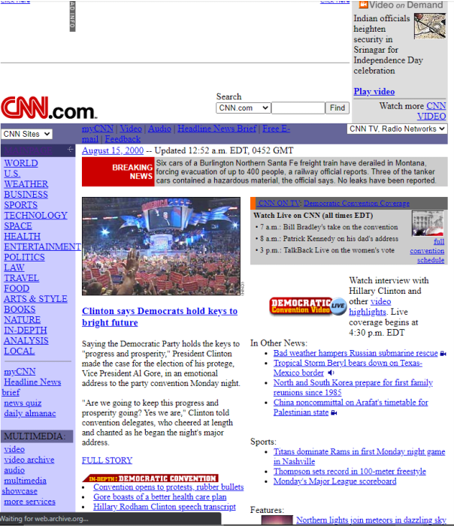 Video on Demand
Indian officials
heighten
security in
Srinagar for
Independence Day
celebration
Play video
Watch more CNN
VIDEO
CNN.com
Search
CNN.com
Find
CNN Sites
myCNN | Video | Audio | Headline News Brief | Free E-
mail | Feedback
CNN TV, Radio Networks
August 15, 2000 -- Updated 12:52 a.m. EDT, 0452 GMT
BREAKING
NEWS
Six cars of a Burlington Northern Santa Fe freight train have derailed in Montana,
forcing evacuation of up to 400 people, a railway official reports. Three of the tanker
cars contained a hazardous material, the official says. No leaks have been reported.
WORLD
U.S.
WEATHER
BUSINESS
SPORTS
TECHNOLOGY
SPACE
HEALTH
ENTERTAINMENT
POLITICS
LAW
TRAVEL
FOOD
ARTS & STYLE
BOOKS
NATURE
IN-DEPTH
ANALYSIS
LOCAL
myCNN
Headline News
brief
news quiz
daily almanac
MULTIMEDIA:
video
video archive
audio
multimedia
showcase
more services
Clinton says Democrats hold keys to
bright future
Saying the Democratic Party holds the keys to
"progress and prosperity," President Clinton
made the case for the election of his protege,
Vice President Al Gore, in an emotional
address to the party convention Monday
night.
"Are we going to keep this progress and
prosperity going? Yes we are," Clinton told
convention delegates, who cheered at length
and chanted as he began the night's major
address.
FULL STORY
IN-DEPTH: DEMOCRATIC CONVENTION
Convention opens to protests, rubber bullets
Gore boasts of a better health care plan
Hillary Rodham Clinton speech transcript
CNN ON TV Democratic Convention Coverage
Watch Live on CNN (all times EDT)
• 7 a.m.: Bill Bradley's take on the convention
• 8 a.m.: Patrick Kennedy on his dad's address
• 3 p.m.: TalkBack Live on the women's vote
full
convention
schedule
DEMOCRATIC
Convention Video
LIVE
Watch interview with
Hillary Clinton and
other video
highlights. Live
coverage begins at
4:30 p.m. EDT
In Other News:
Bad weather hampers Russian submarine rescue
Tropical Storm Beryl bears down on Texas-
Mexico border
North and South Korea prepare for first family
reunions since 1985
China noncommittal on Arafat's timetable for
Palestinian state
Sports:
Titans dominate Rams in first Monday night game
in Nashville
Thompson sets record in 100-meter freestyle
Monday's Major League scoreboard
Features:
Northern lights join meteors in dazzling sky
Waiting for web.archive.org...